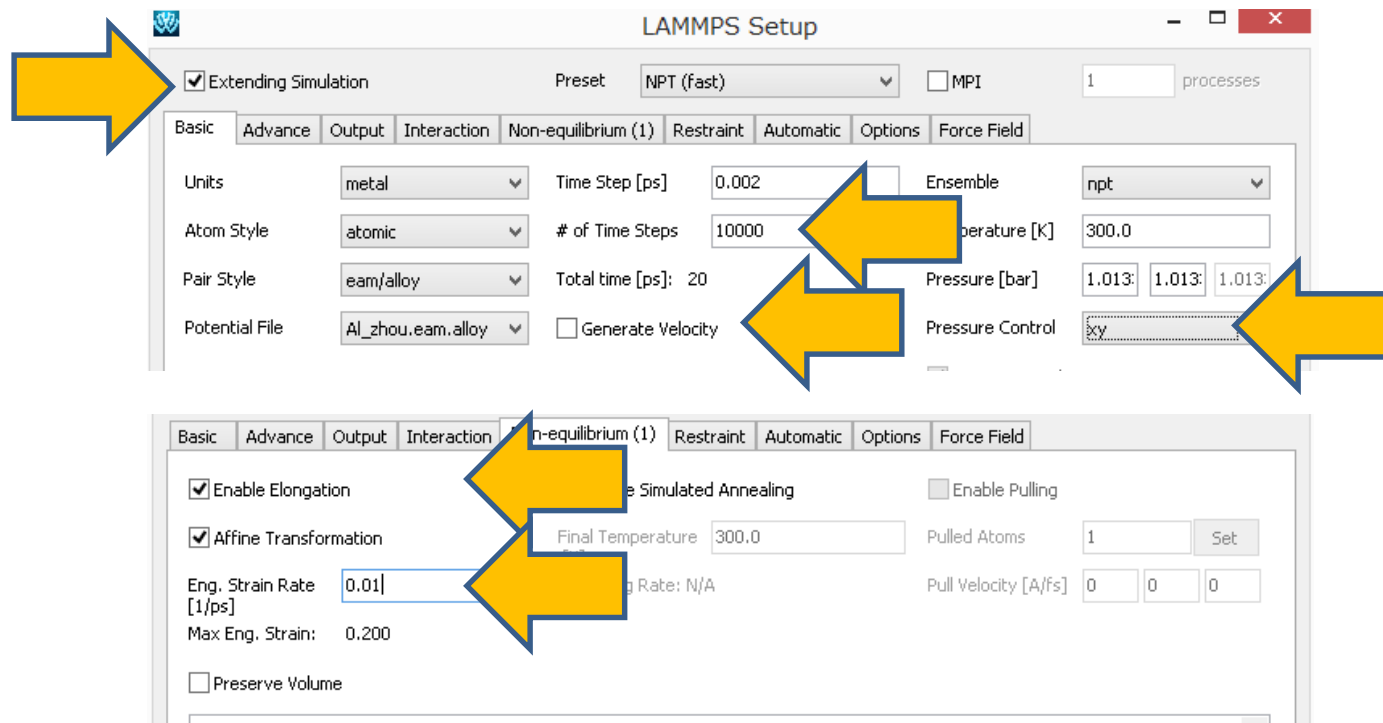 LAMMPS Setup
Extending Simulation Preset NPT (fast) MPI 1 processes
Basic Advance Output Interaction Non-equilibrium (1) Restraint Automatic Options Force Field
Units metal Time Step [ps] 0.002 Ensemble npt
Atom Style atomic # of Time Steps 10000 perature [K] 300.0
Pair Style eam/alloy Total time [ps]: 20 Pressure [bar] 1.013 1.013 1.013
Potential File Al_zhou.eam.alloy Generate Velocity Pressure Control xy
Basic Advance Output Interaction n-equilibrium (1) Restraint Automatic Options Force Field
Enable Elongation e Simulated Annealing Enable Pulling
Affine Transformation Final Temperature 300.0 Pulled Atoms 1 Set
Eng. Strain Rate 0.01 g Rate: N/A Pull Velocity [A/fs] 0 0 0
[1/ps]
Max Eng. Strain: 0.200
Preserve Volume